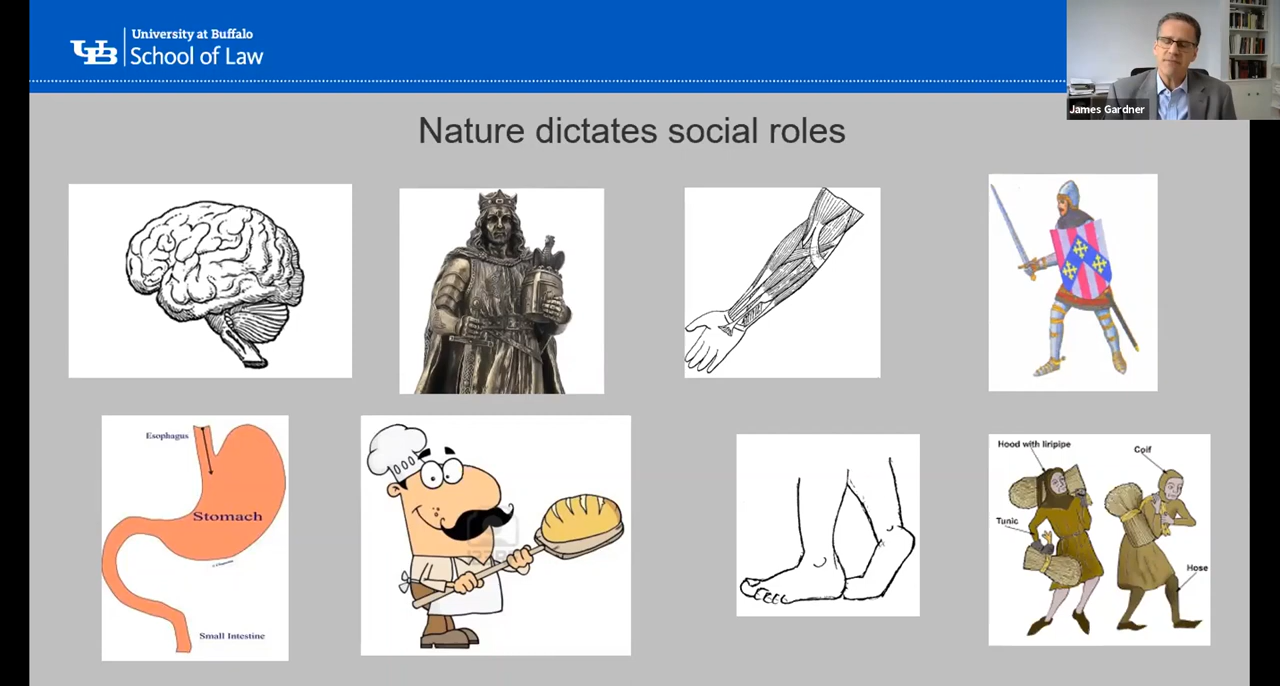 UB
University at Buffalo
School of Law
James Gardner
Nature dictates social roles
Esophagus
Stomach
Small Intestine
Hood with liripipe
Coif
Tunic
Hose